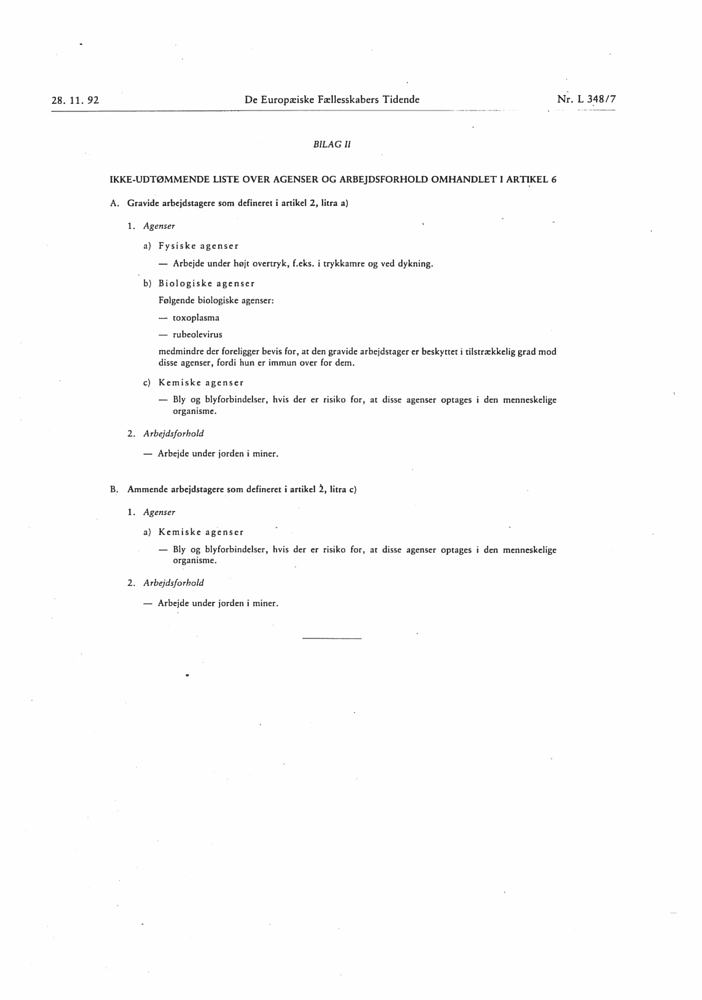 28. 11. 92 De Europæiske Fællesskabers Tidende Nr. L 348/7
BILAG II
IKKE-UDTØMMENDE LISTE OVER AGENSER OG ARBEJDSFORHOLD OMHANDLET I ARTIKEL 6
A. Gravide arbejdstagere som defineret i artikel 2, litra a)
1. Agenser
a) Fysiske agenser
— Arbejde under højt overtryk, f.eks. i trykkamre og ved dykning.
b) Biologiske agenser
Følgende biologiske agenser:
— toxoplasma
— rubeolevirus
medmindre der foreligger bevis for, at den gravide arbejdstager er beskyttet i tilstrækkelig grad mod
disse agenser, fordi hun er immun over for dem.
c) Kemiske agenser
— Bly og blyforbindelser, hvis der er risiko for, at disse agenser optages i den menneskelige
organisme.
2. Arbejdsforhold
— Arbejde under jorden i miner.
B. Ammende arbejdstagere som defineret i artikel 2, litra c)
1. Agenser
a) Kemiske agenser
— Bly og blyforbindelser, hvis der er risiko for, at disse agenser optages i den menneskelige
organisme.
2. Arbejdsforhold
— Arbejde under jorden i miner.